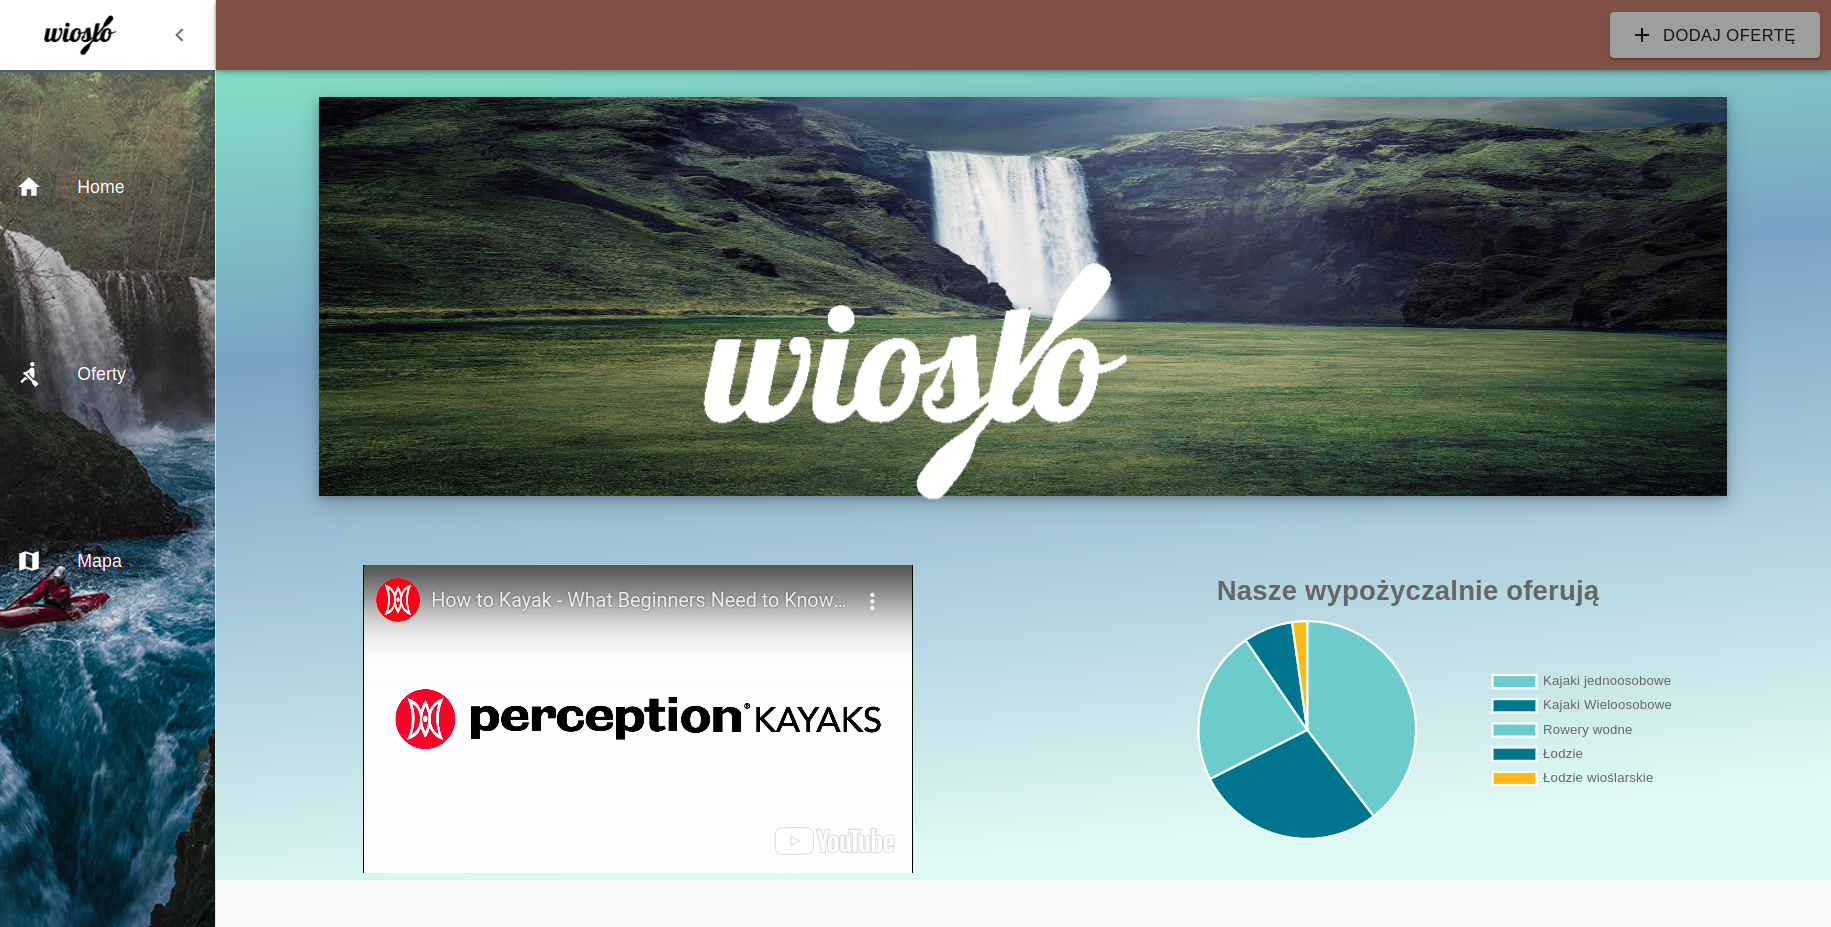 wiosło
DODAJ OFERTĘ
Home
Oferty
Mapa
wiosło
How to Kayak - What Beginners Need to Know...
perception® KAYAKS
YouTube
Nasze wypożyczalnie oferują
Kajaki jednoosobowe
Kajaki Wieloosobowe
Rowery wodne
Łodzie
Łodzie wioślarskie